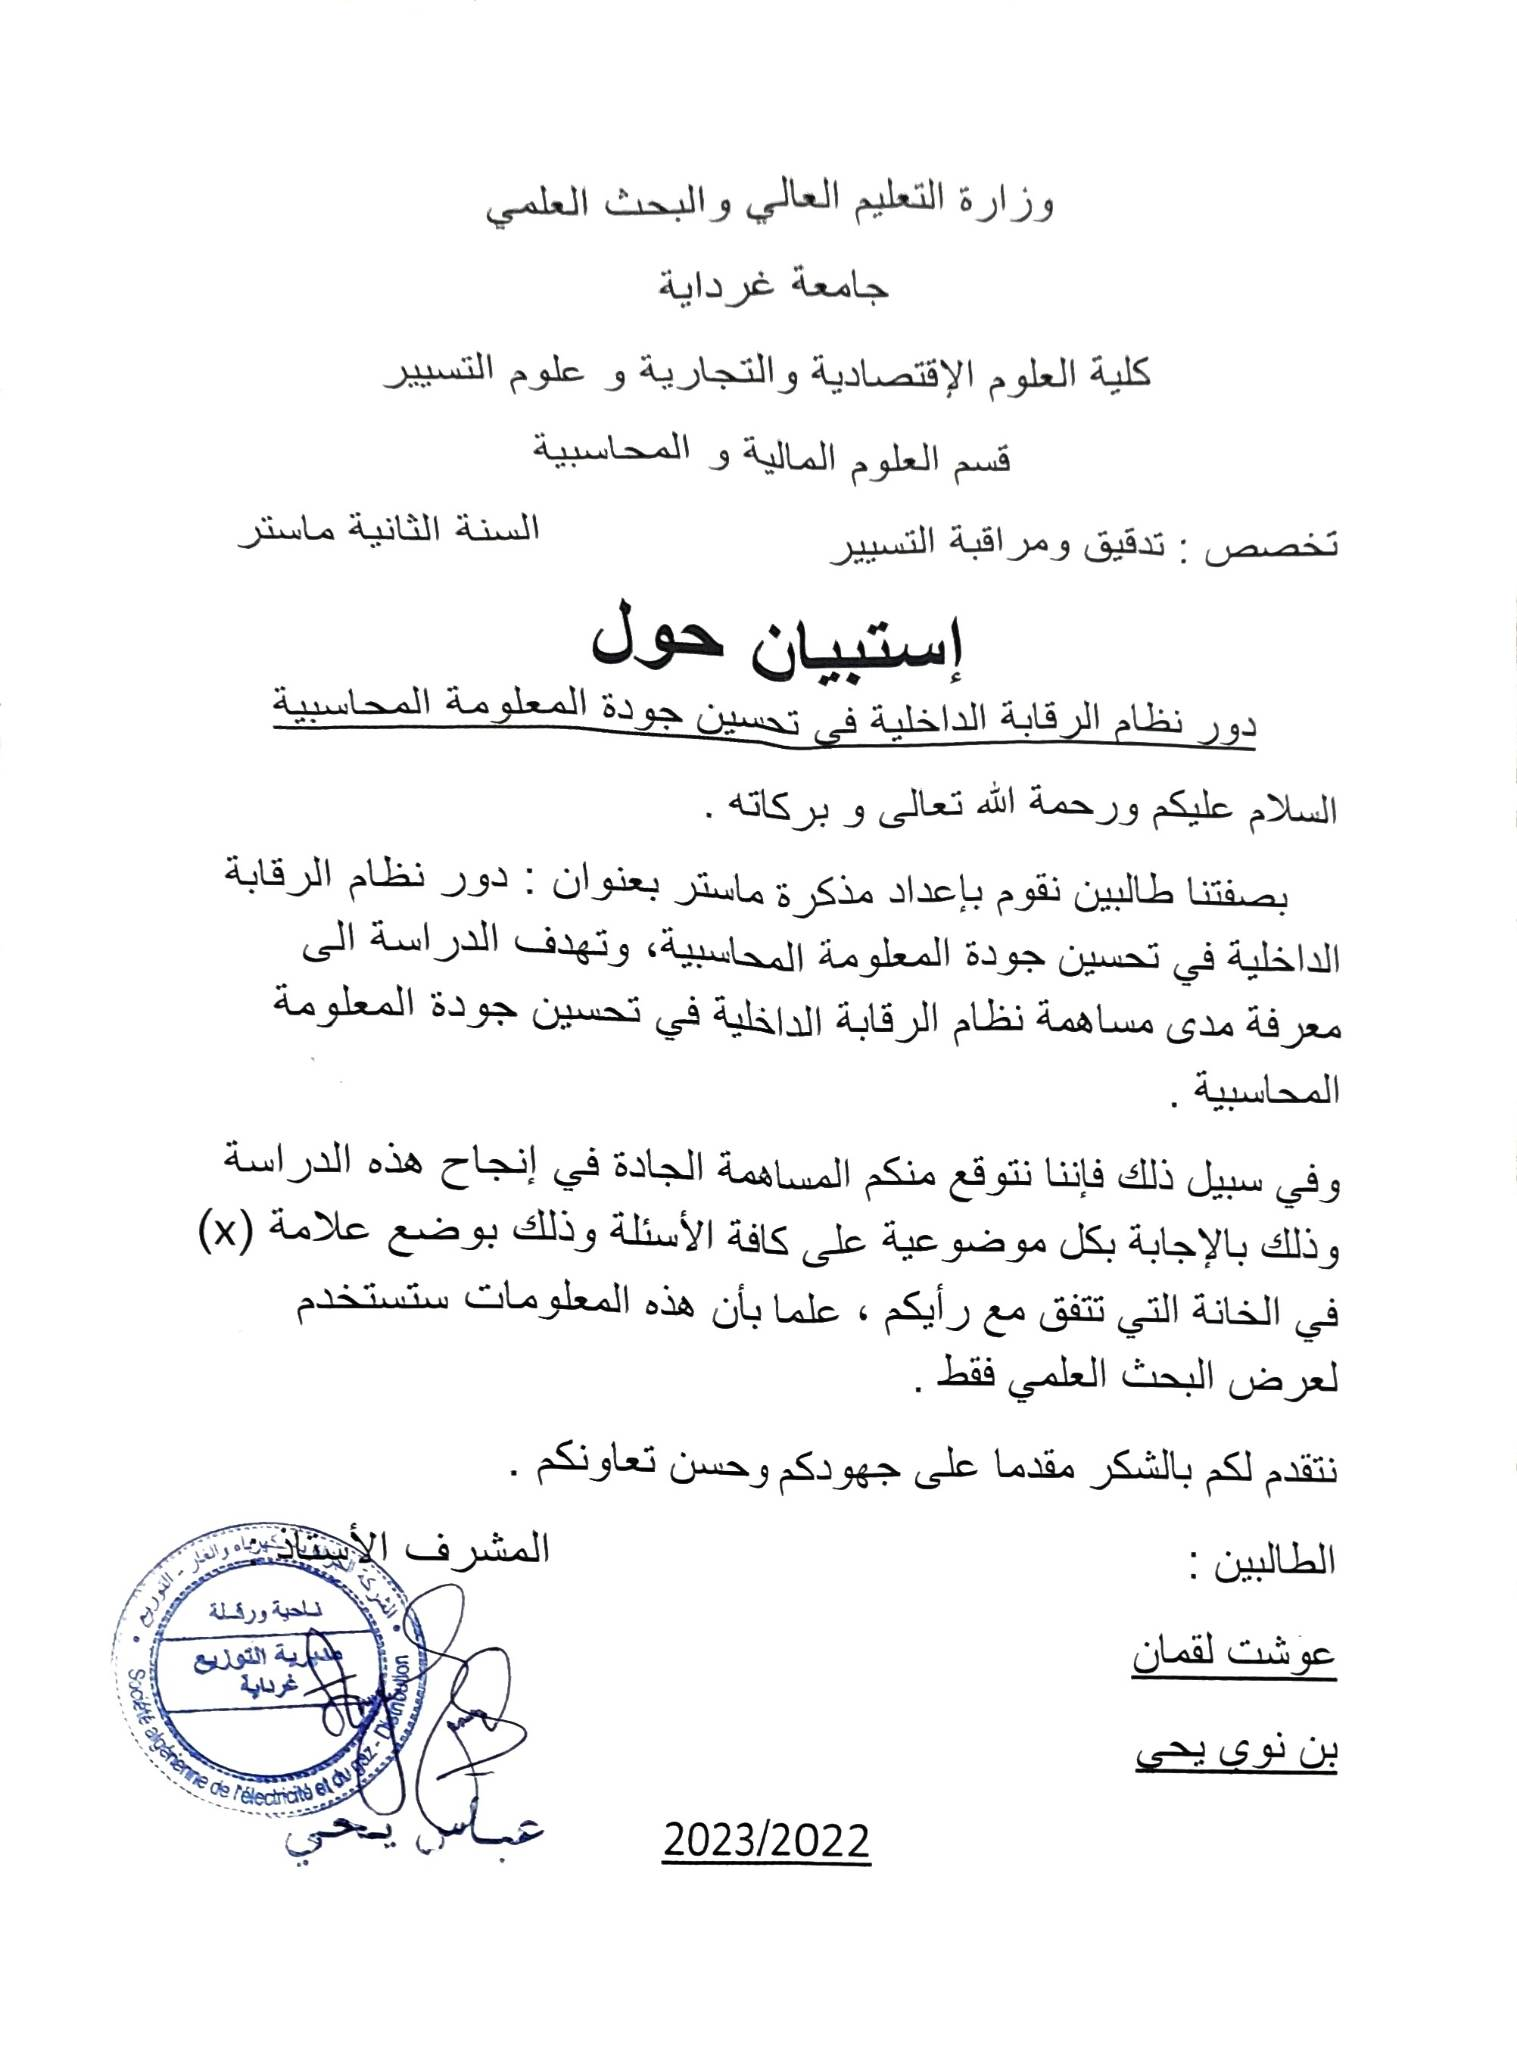 وزارة التعليم العالي والبحث العلمي
جامعة غرداية
كلية العلوم الإقتصادية والتجارية و علوم التسيير
قسم العلوم المالية و المحاسبية
تخصص : تدقيق ومراقبة التسيير السنة الثانية ماستر
إستبيان حول
دور نظام الرقابة الداخلية في تحسين جودة المعلومة المحاسبية
السلام عليكم ورحمة الله تعالى و بركاته .
بصفتنا طالبين نقوم بإعداد مذكرة ماستر بعنوان : دور نظام الرقابة
الداخلية في تحسين جودة المعلومة المحاسبية، وتهدف الدراسة الى
معرفة مدى مساهمة نظام الرقابة الداخلية في تحسين جودة المعلومة
المحاسبية .
وفي سبيل ذلك فإننا نتوقع منكم المساهمة الجادة في إنجاح هذه الدراسة
وذلك بالإجابة بكل موضوعية على كافة الأسئلة وذلك بوضع علامة (x)
في الخانة التي تتفق مع رأيكم ، علما بأن هذه المعلومات ستستخدم
لعرض البحث العلمي فقط .
نتقدم لكم بالشكر مقدما على جهودكم وحسن تعاونكم .
الطالبين : المشرف الأستاذ :
عوشت لقمان
بن نوي يحي
الشركة الجزائرية للكهرباء والغاز - التوزيع
ناحية ورقلة
مديرية التوزيع
غرداية
Société algérienne de l'électricité et du gaz - Distribution
عباس يحي
2023/2022